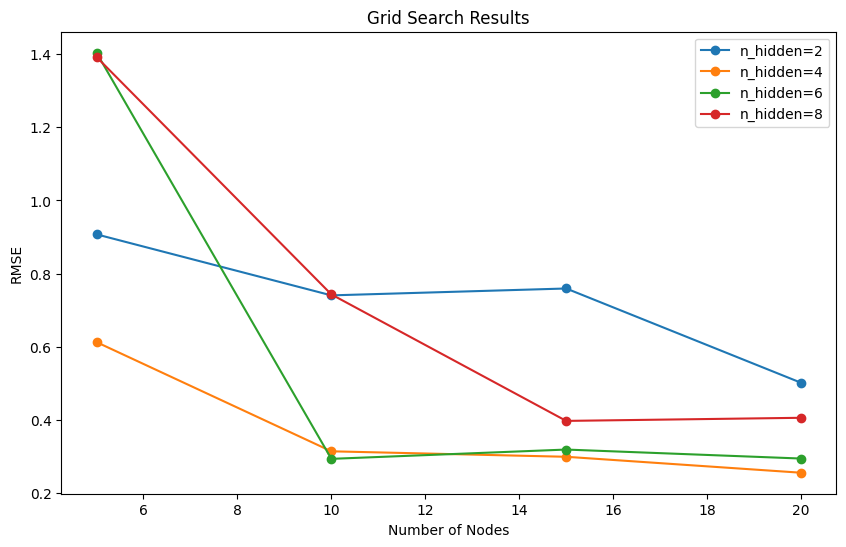 Grid Search Results
n_hidden=2
n_hidden=4
n_hidden=6
n_hidden=8
RMSE
1.4
1.2
1.0
0.8
0.6
0.4
0.2
6 8 10 12 14 16 18 20
Number of Nodes